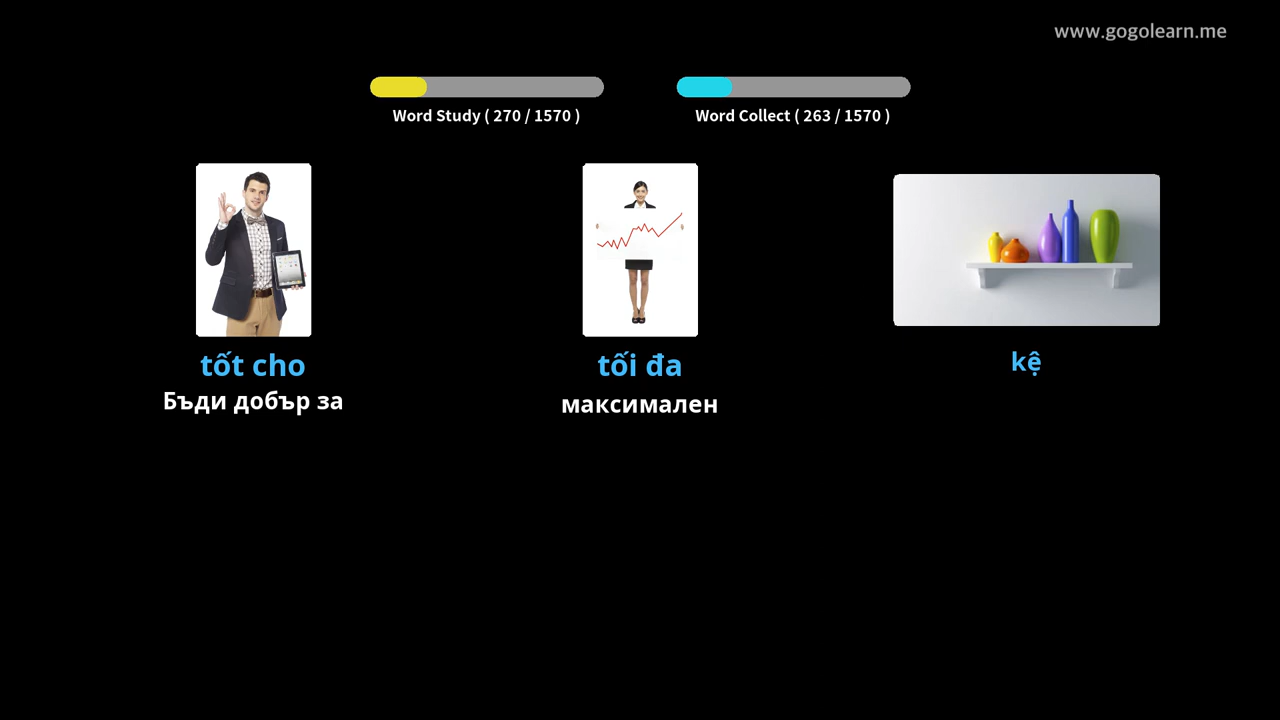 www.gogolearn.me
Word Study ( 270 / 1570 )
Word Collect ( 263 / 1570 )
tốt cho
Бъди добър за
tối đa
максимален
kệ